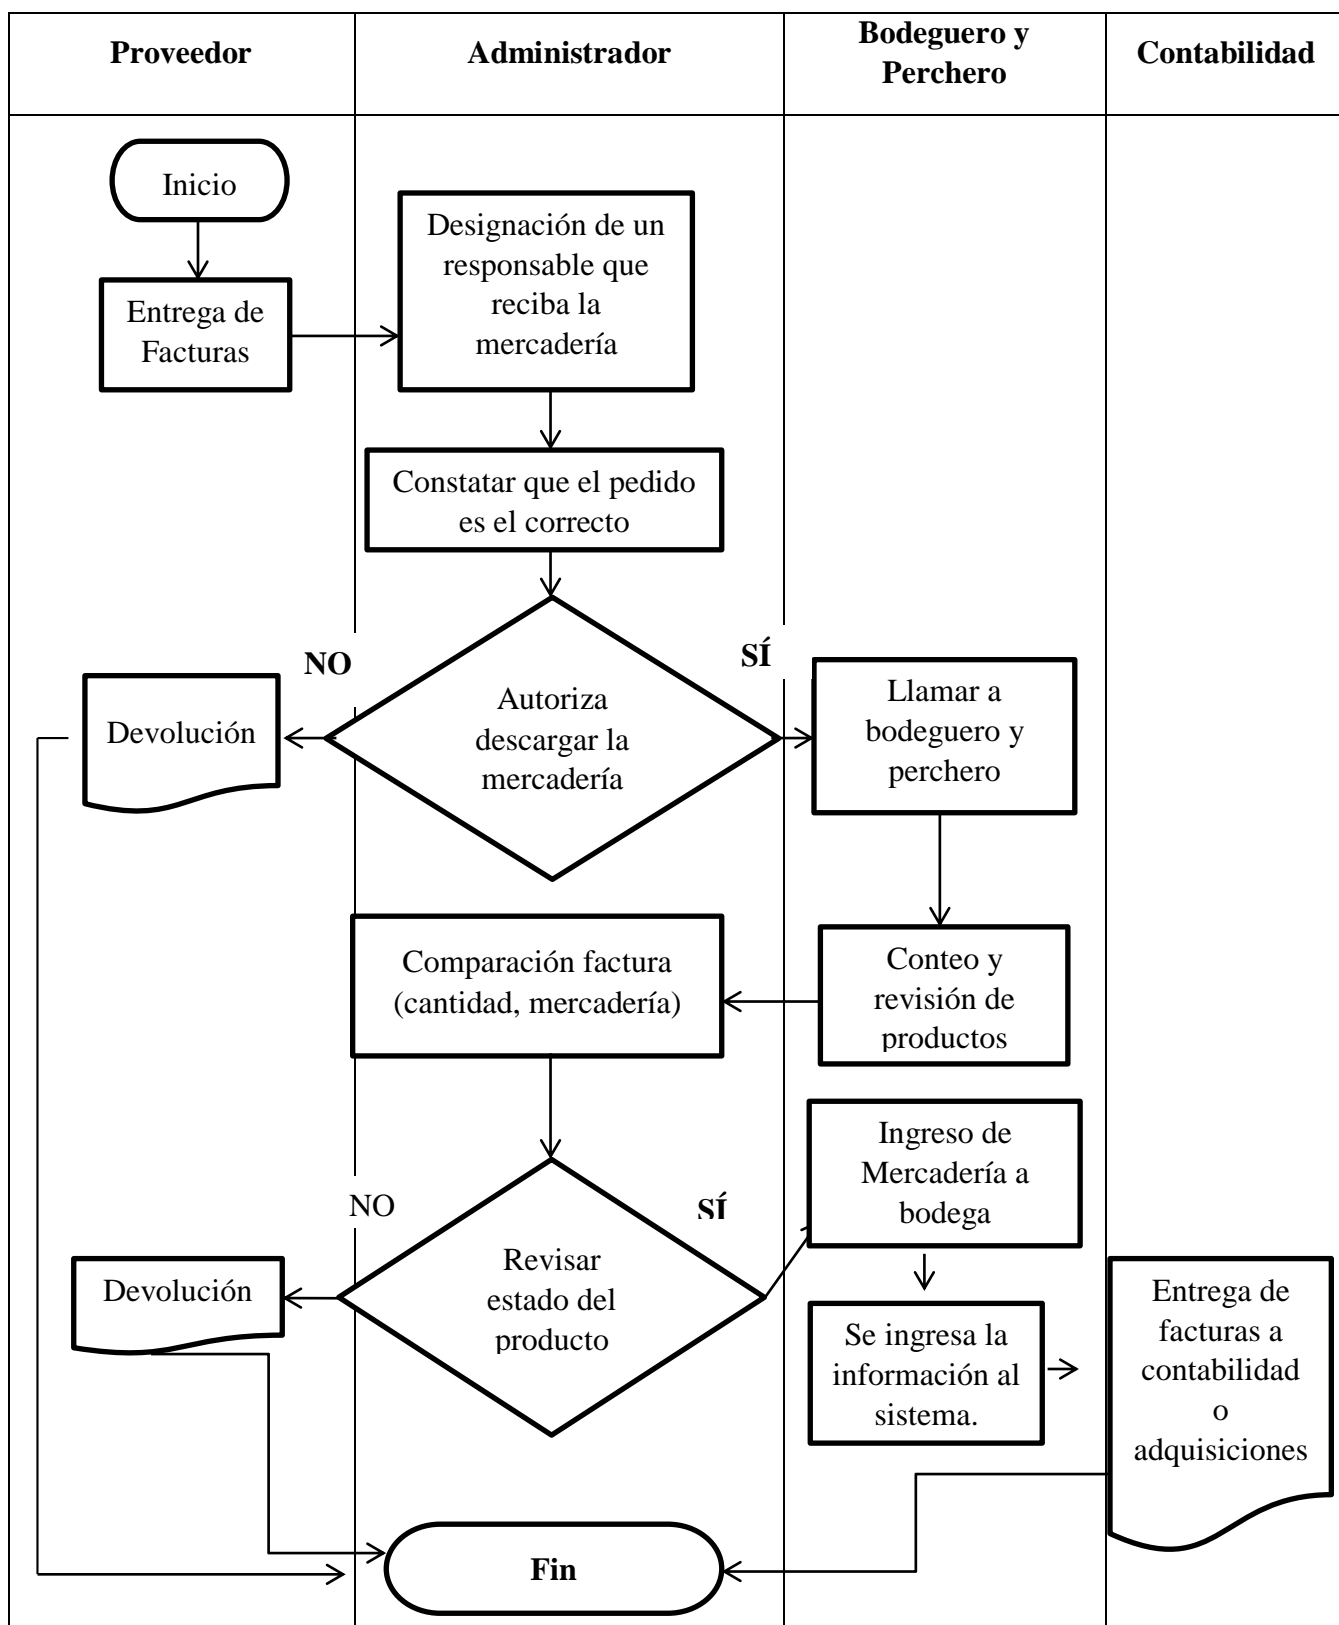 Proveedor
Administrador
Bodeguero y
Perchero
Contabilidad
Inicio
Entrega de
Facturas
Designación de un
responsable que
reciba la
mercadería
Constatar que el pedido
es el correcto
NO
SÍ
Devolución
Autoriza
descargar la
mercadería
Llamar a
bodeguero y
perchero
Comparación factura
(cantidad, mercadería)
Conteo y
revisión de
productos
Ingreso de
Mercadería a
bodega
NO
SÍ
Devolución
Revisar
estado del
producto
Se ingresa la
información al
sistema.
Entrega de
facturas a
contabilidad
o
adquisiciones
Fin